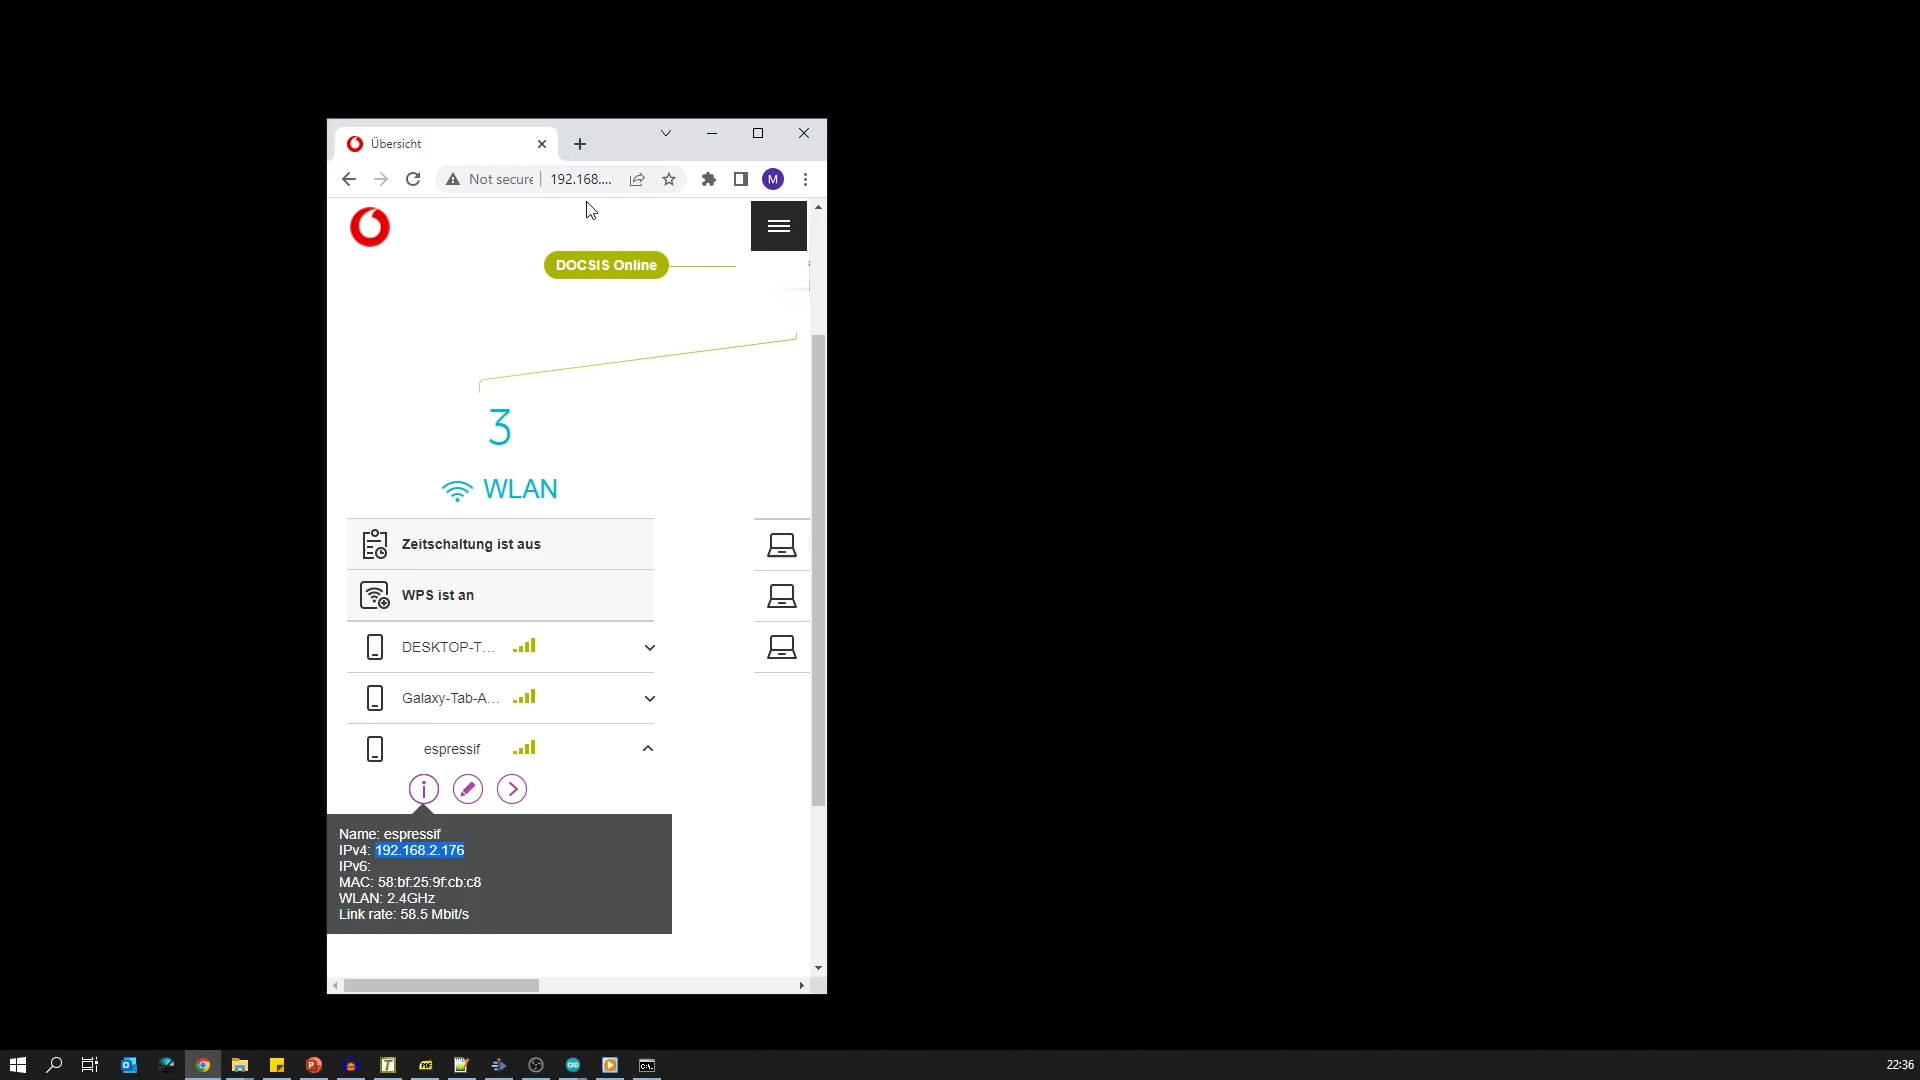 Übersicht
Not secure
192.168....
M
DOCSIS Online
3
WLAN
Zeitschaltung ist aus
WPS ist an
DESKTOP-T...
Galaxy-Tab-A...
espressif
Name: espressif
IPv4: 192.168.2.176
IPv6:
MAC: 58:bf:25:9f:cb:c8
WLAN: 2.4GHz
Link rate: 58.5 Mbit/s
22:36